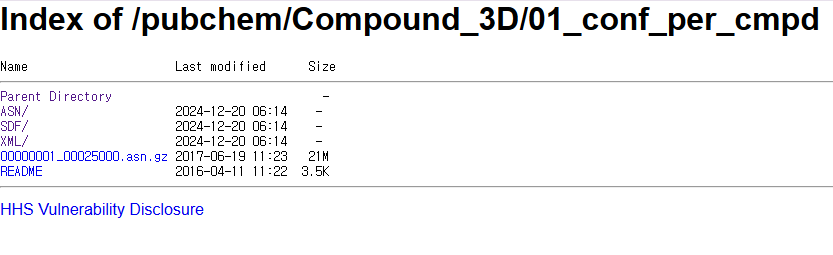 Index of /pubchem/Compound_3D/01_conf_per_cmpd
Name Last modified Size
Parent Directory -
ASN/ 2024-12-20 06:14 -
SDF/ 2024-12-20 06:14 -
XML/ 2024-12-20 06:14 -
00000001_00025000.asn.gz 2017-06-19 11:23 21M
README 2016-04-11 11:22 3.5K
HHS Vulnerability Disclosure